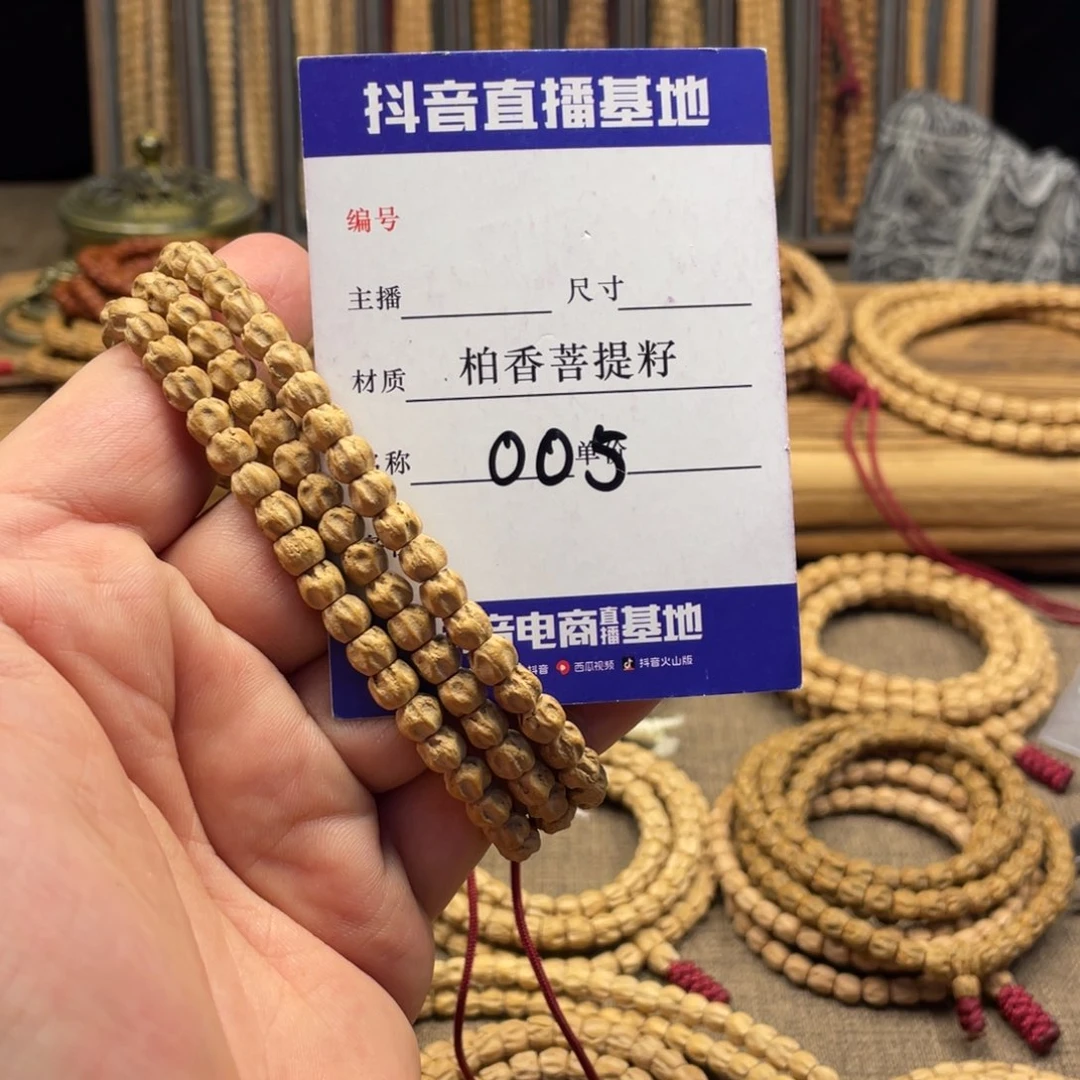 抖音直播基地
编号
主播 尺寸
材质 柏香菩提籽
称 005 单价
音电商直播基地
抖音 西瓜视频 抖音火山版